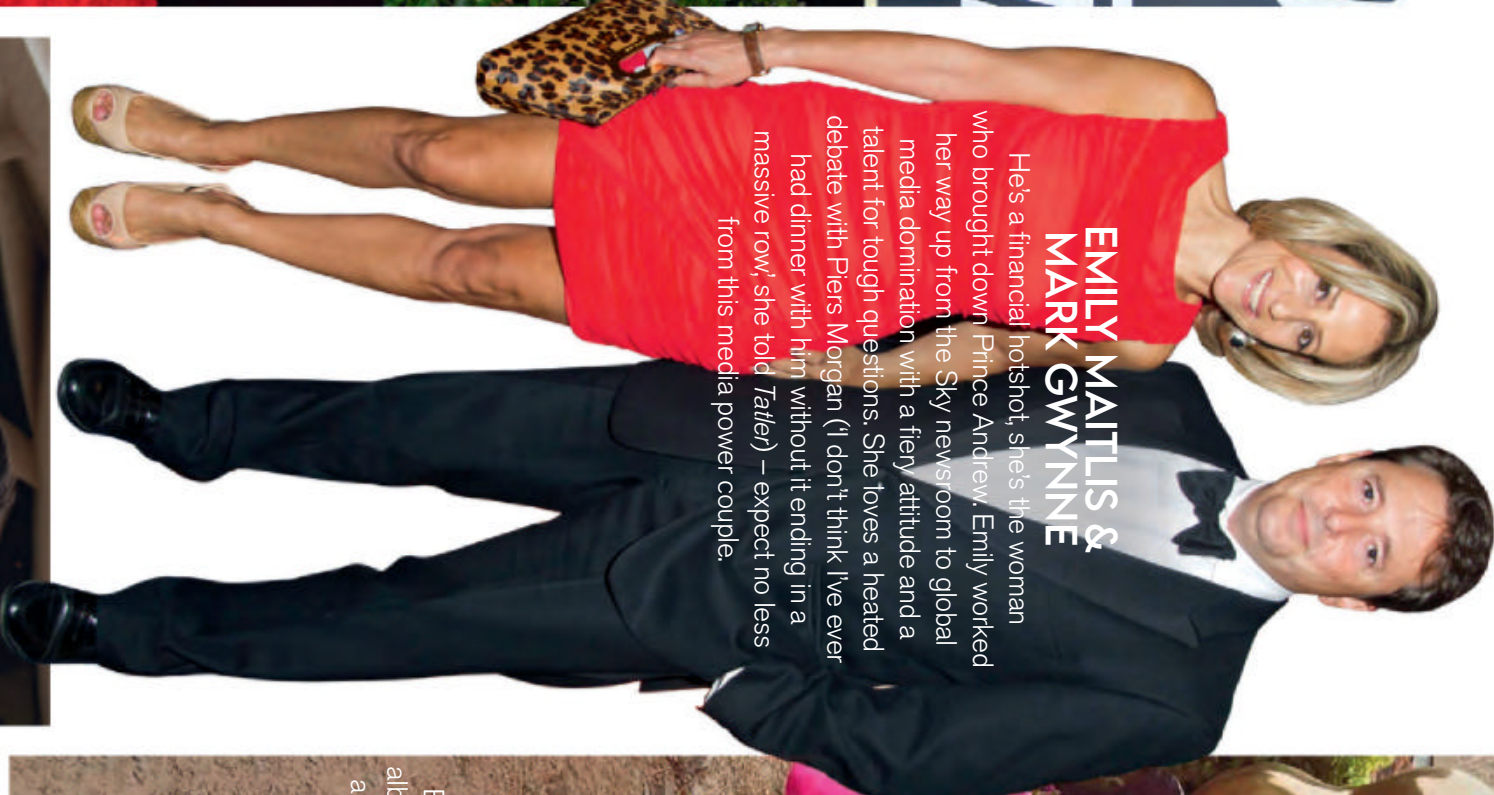 EMILY MAITLIS &
MARK GWYNNE
He's a financial hotshot, she's the woman
who brought down Prince Andrew. Emily worked
her way up from the Sky newsroom to global
media domination with a fiery attitude and a
talent for tough questions. She loves a heated
debate with Piers Morgan ('I don't think I've ever
had dinner with him without it ending in a
massive row', she told Tatler) – expect no less
from this media power couple.
alb
a